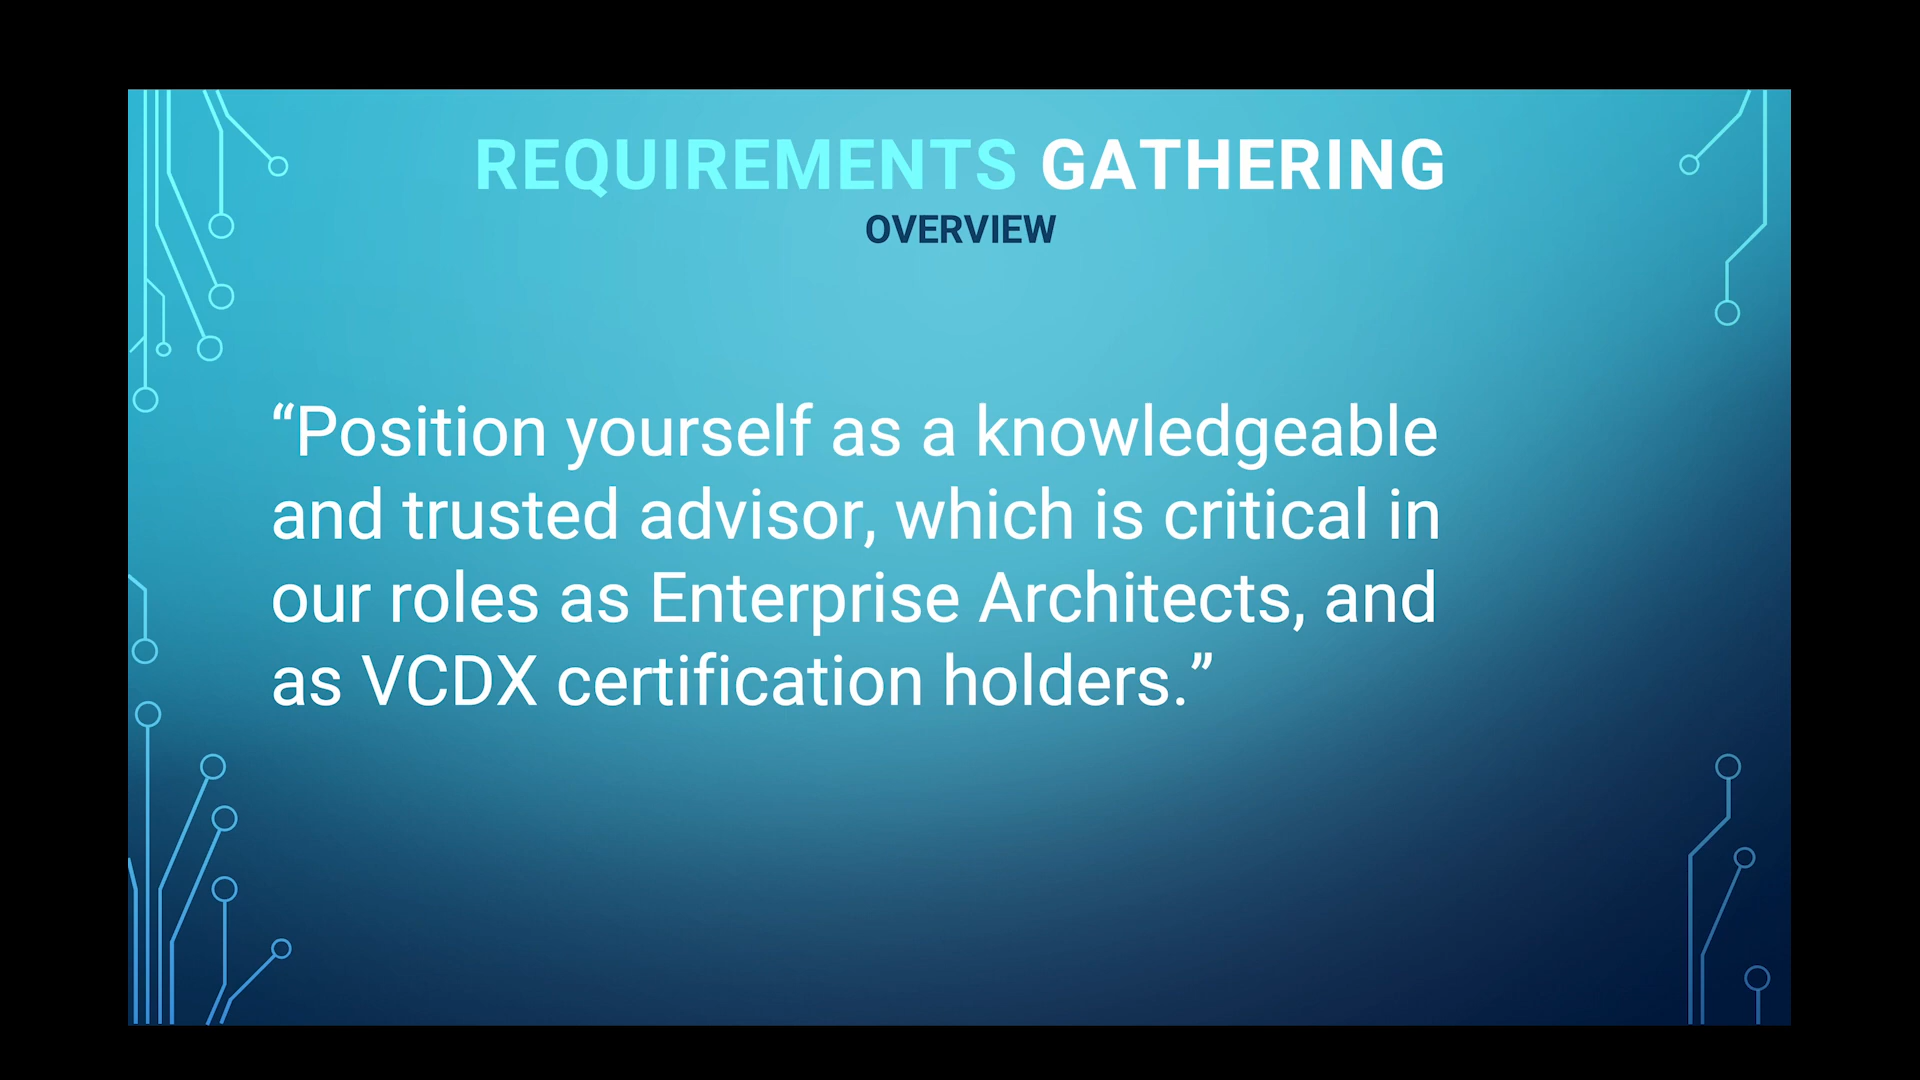 REQUIREMENTS GATHERING
OVERVIEW
“Position yourself as a knowledgeable
and trusted advisor, which is critical in
our roles as Enterprise Architects, and
as VCDX certification holders.”